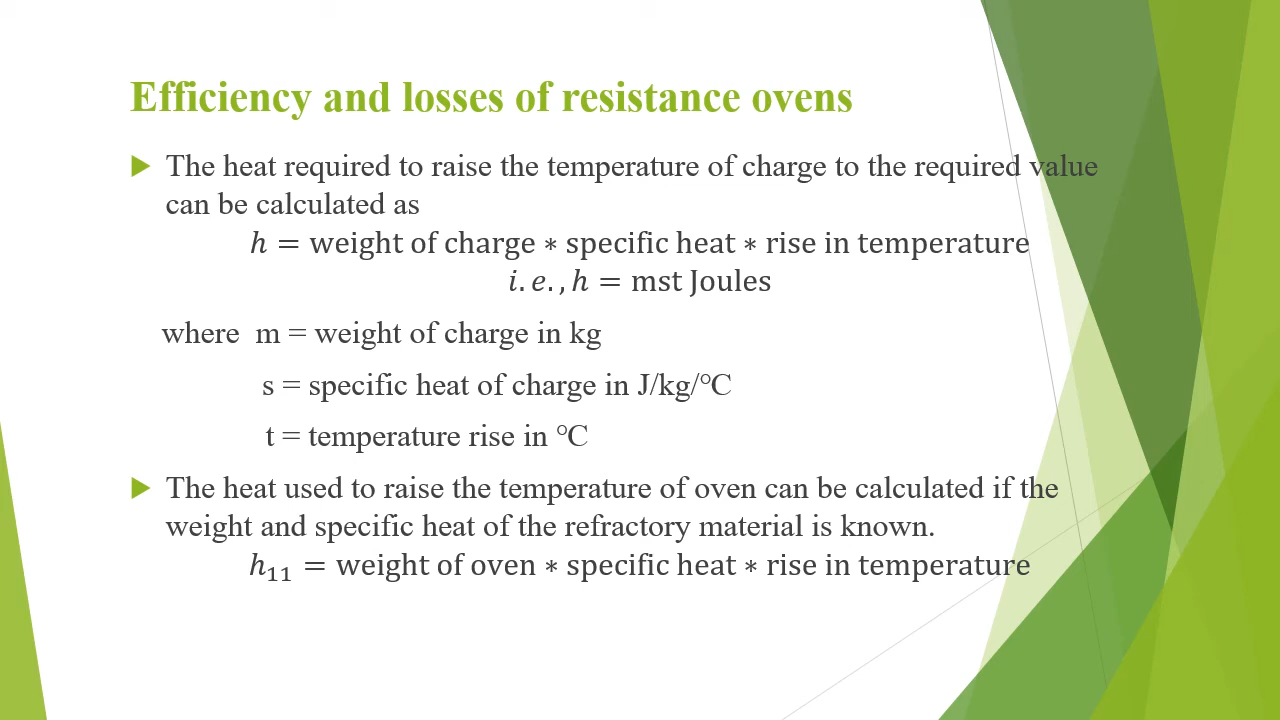 Efficiency and losses of resistance ovens
The heat required to raise the temperature of charge to the required value
can be calculated as
h = weight of charge ∗ specific heat ∗ rise in temperature
i.e., h = mst Joules
where m = weight of charge in kg
s = specific heat of charge in J/kg/°C
t = temperature rise in °C
The heat used to raise the temperature of oven can be calculated if the
weight and specific heat of the refractory material is known.
h₁₁ = weight of oven ∗ specific heat ∗ rise in temperature